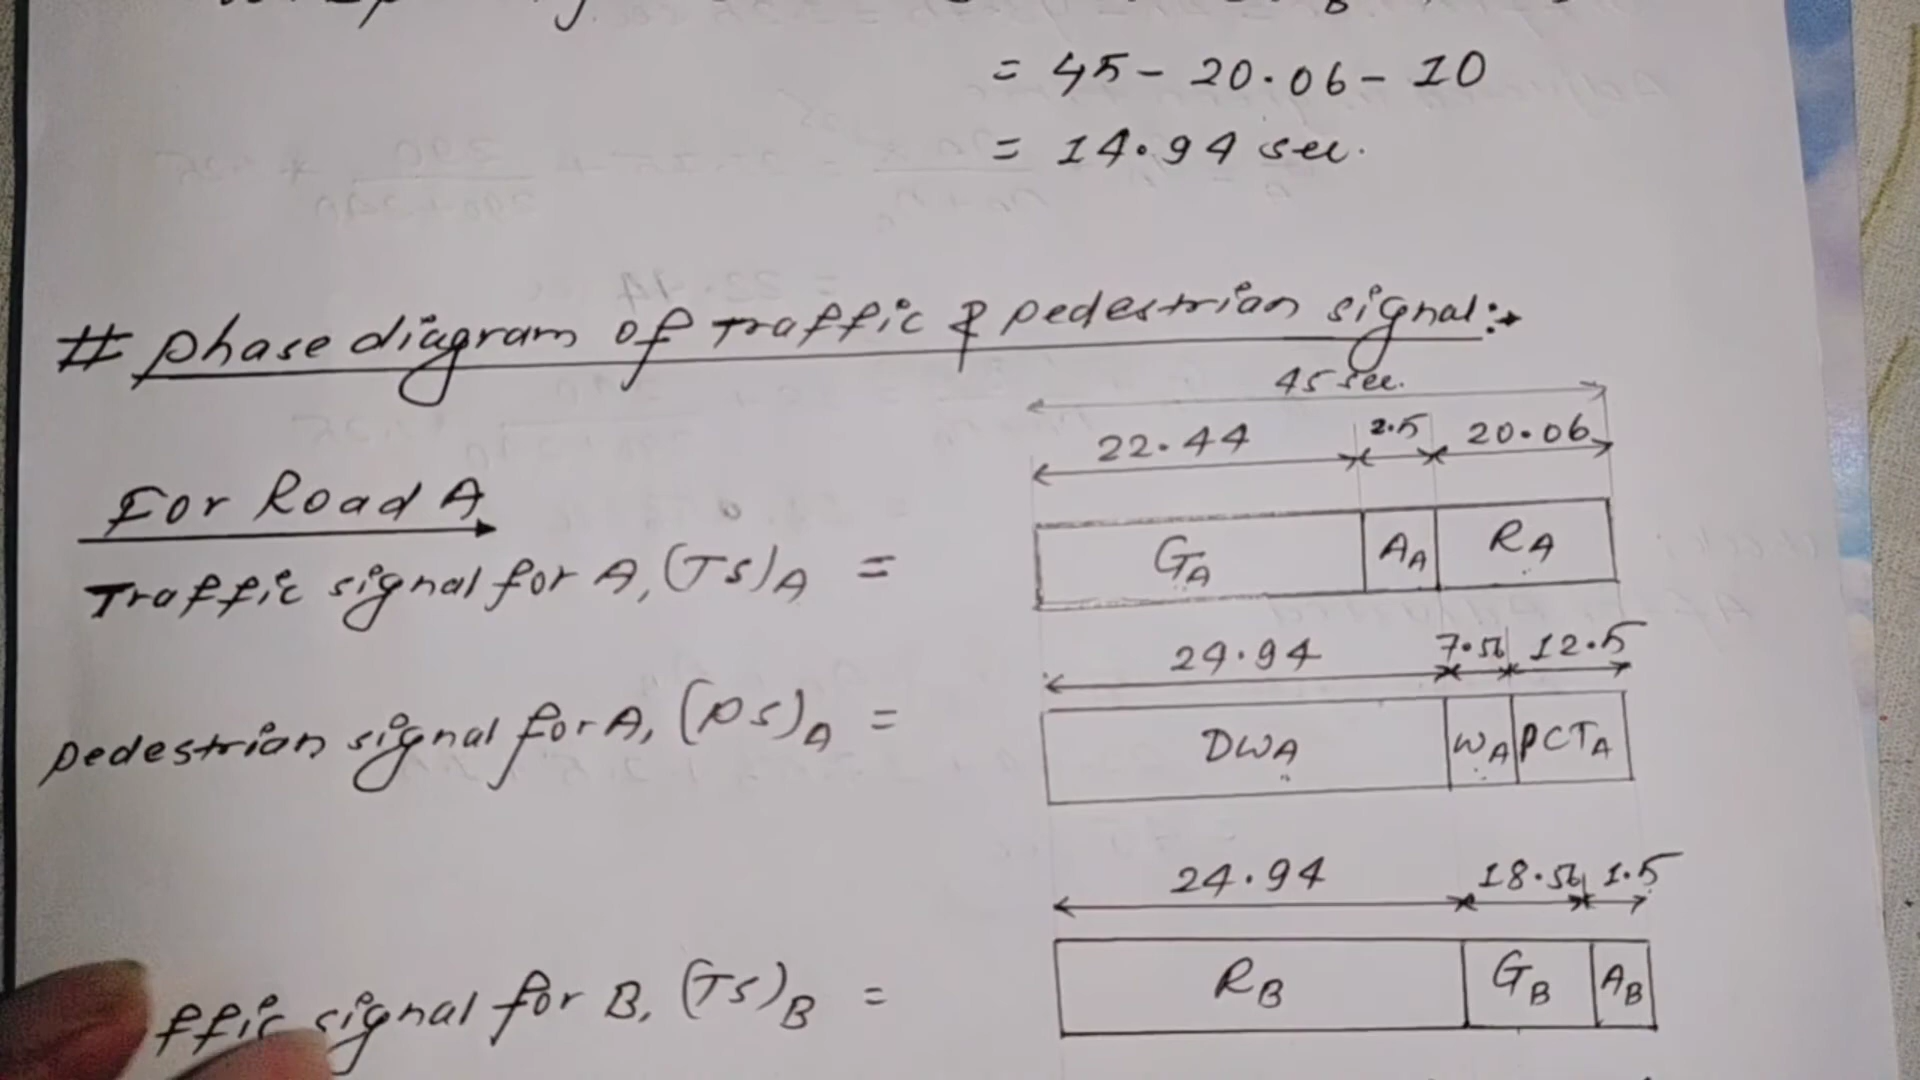 = 45 - 20.06 - 10
= 14.94 sec.
# phase diagram of traffic & pedestrian signal :→
45 sec.
22.44 2.5 20.06
For Road A
Traffic signal for A, (TS)A =
GA AA RA
24.94 7.56 12.5
pedestrian signal for A, (PS)A =
DWA WA PCTA
24.94 18.56 1.5
ffic signal for B, (TS)B =
RB GB AB